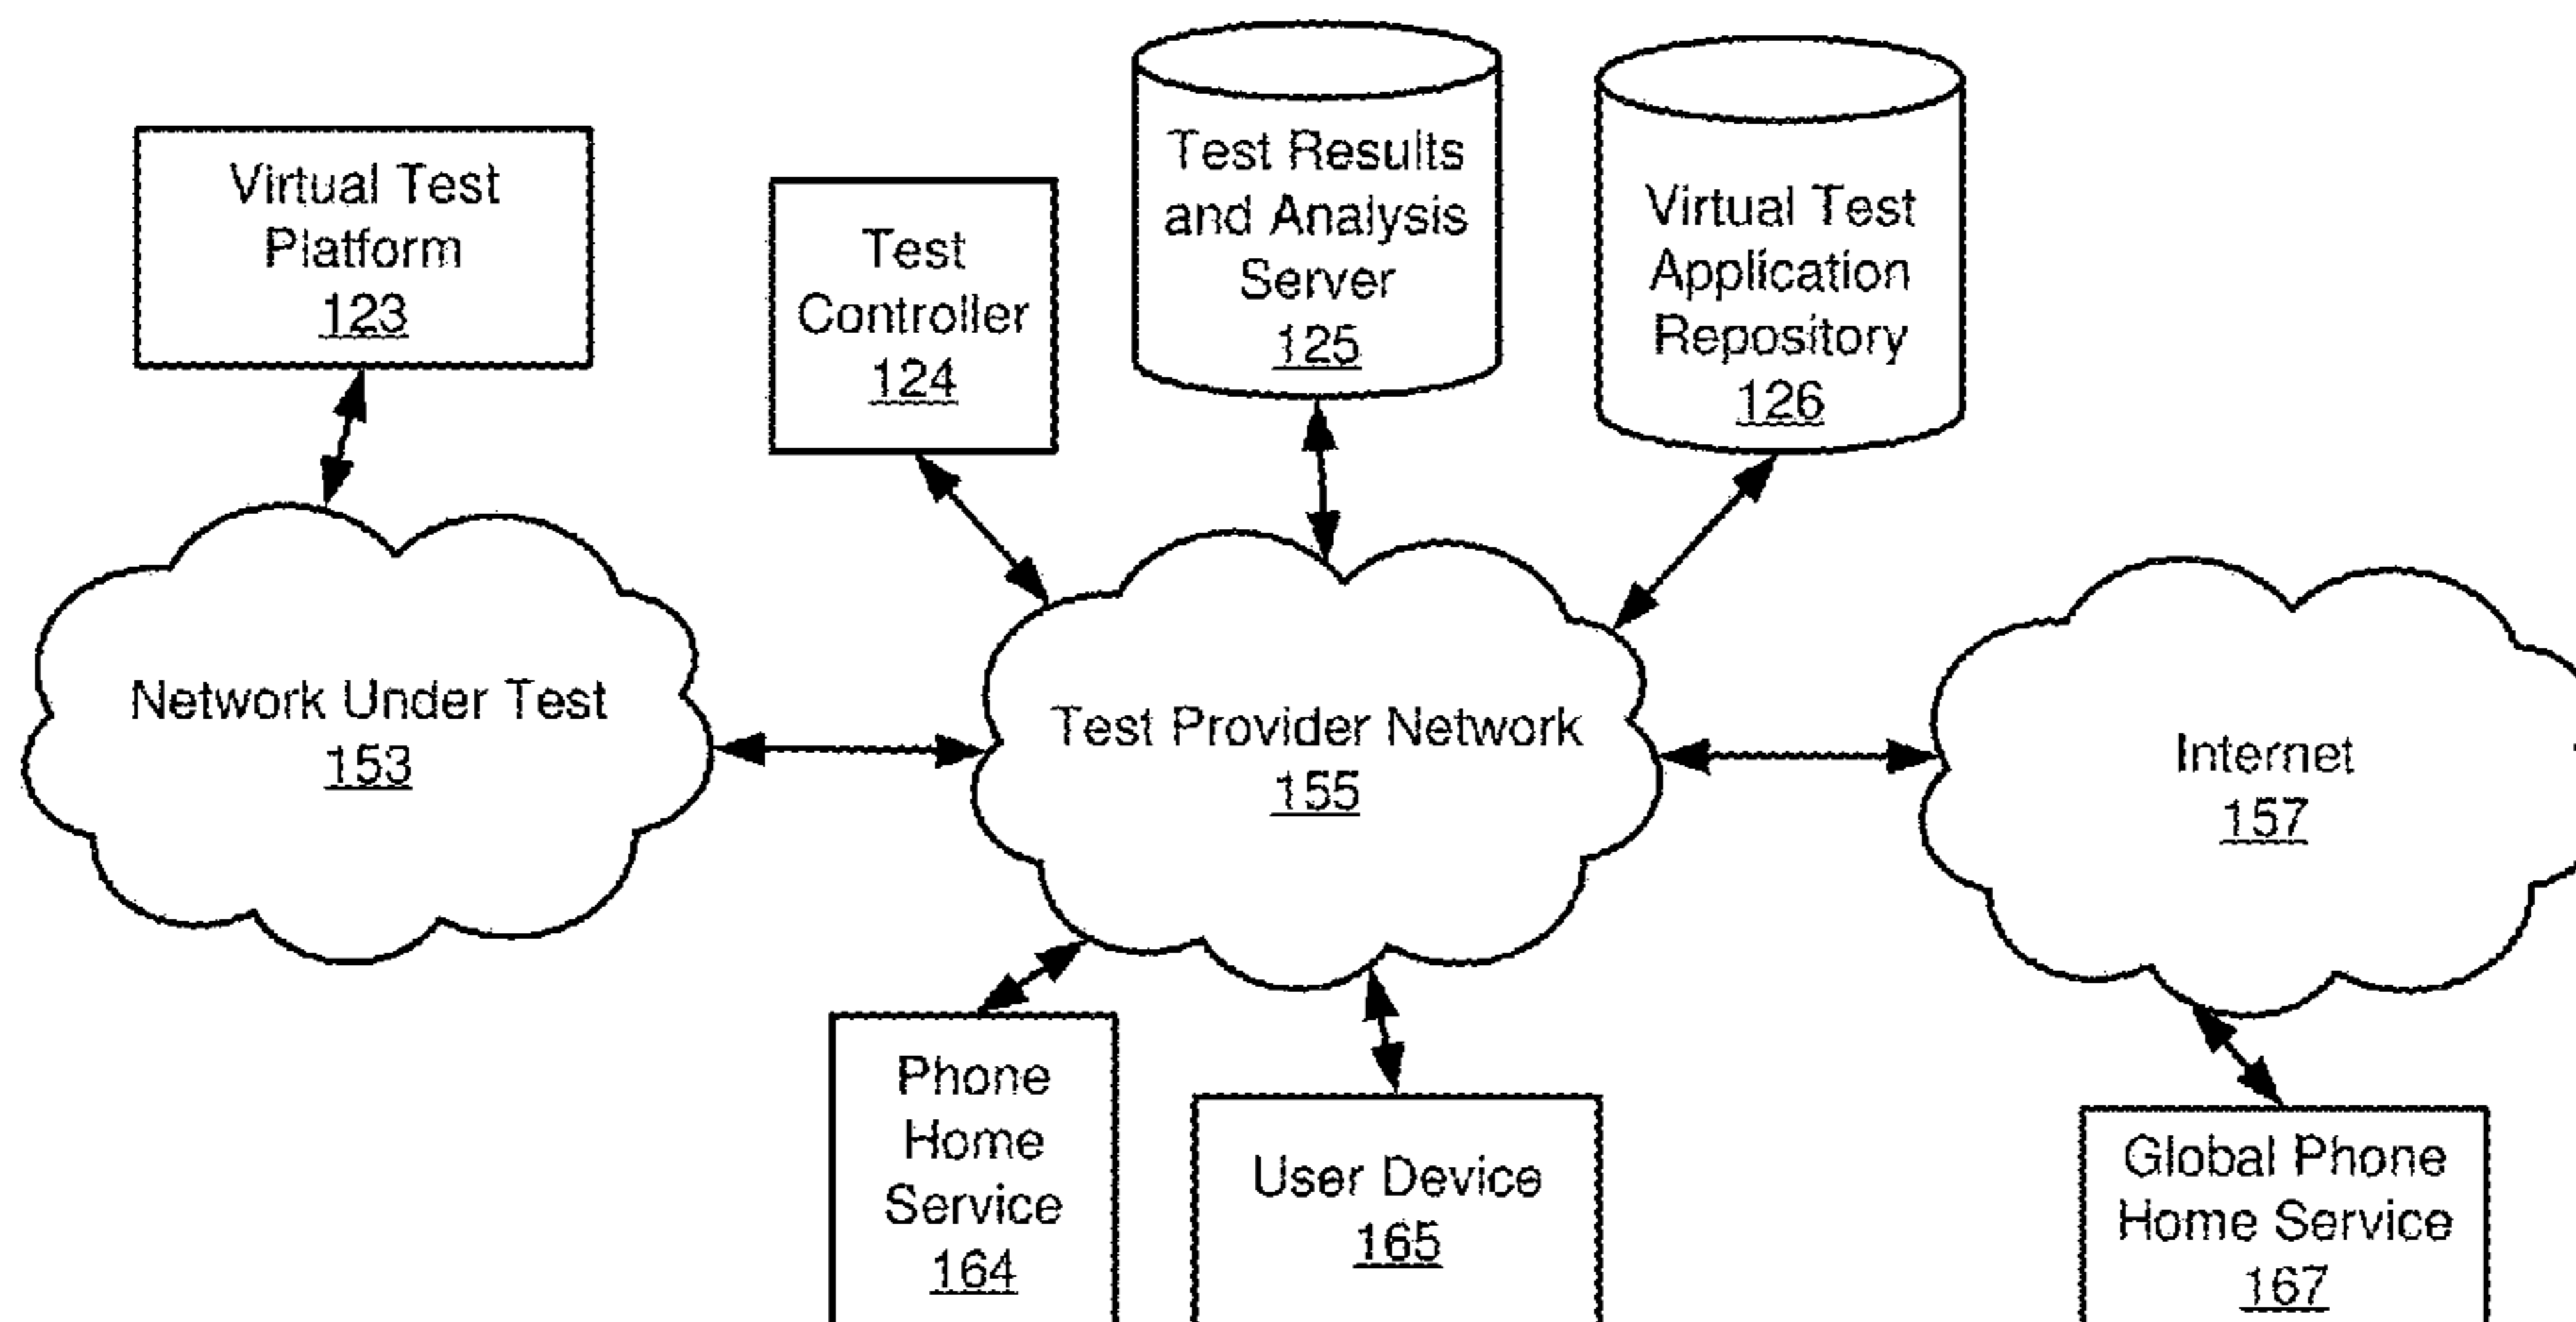 Virtual Test
Platform
123
Test
Controller
124
Test Results
and Analysis
Server
125
Virtual Test
Application
Repository
126
Network Under Test
153
Test Provider Network
155
Internet
157
Phone
Home
Service
164
User Device
165
Global Phone
Home Service
167